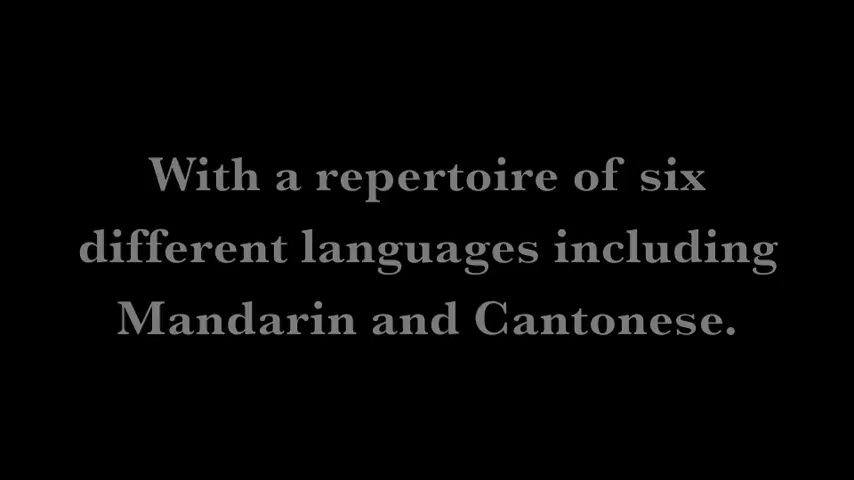 With a repertoire of six
different languages including
Mandarin and Cantonese.